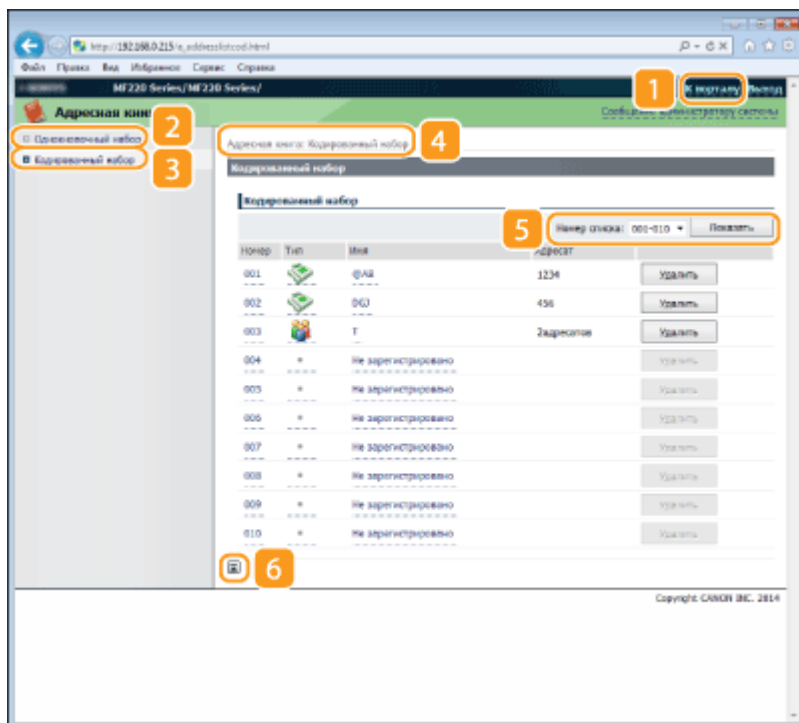 http://192.168.0.215/a_addresslistcod.html
Файл Правка Вид Избранное Сервис Справка
MF220 Series/MF220 Series/
1
К порталу Выход
Адресная кни
Сообщение администратору системы
Однокнопочный набор
2
Кодированный набор
3
Адресная книга: Кодированный набор
4
Кодированный набор
Кодированный набор
5
Номер списка: 001-010 Показать
Номер Тип Имя Адресат
001 @AB 1234 Удалить
002 DGJ 456 Удалить
003 T 2адресатов Удалить
004 Не зарегистрировано Удалить
005 Не зарегистрировано Удалить
006 Не зарегистрировано Удалить
007 Не зарегистрировано Удалить
008 Не зарегистрировано Удалить
009 Не зарегистрировано Удалить
010 Не зарегистрировано Удалить
6
Copyright CANON INC. 2014